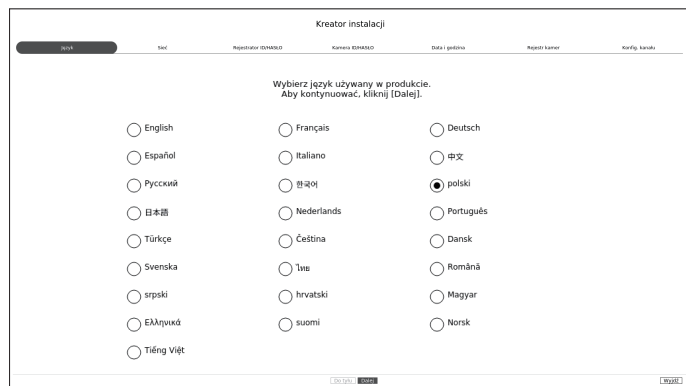 Kreator instalacji
Język Sieć Rejestrator ID/HASŁO Kamera ID/HASŁO Data i godzina Rejestr kamer Konfig. kanału
Wybierz język używany w produkcie.
Aby kontynuować, kliknij [Dalej].
English Français Deutsch
Español Italiano 中文
Русский 한국어 polski
日本語 Nederlands Português
Türkçe Čeština Dansk
Svenska ไทย Română
srpski hrvatski Magyar
Ελληνικά suomi Norsk
Tiếng Việt
Do tyłu Dalej Wyjdź